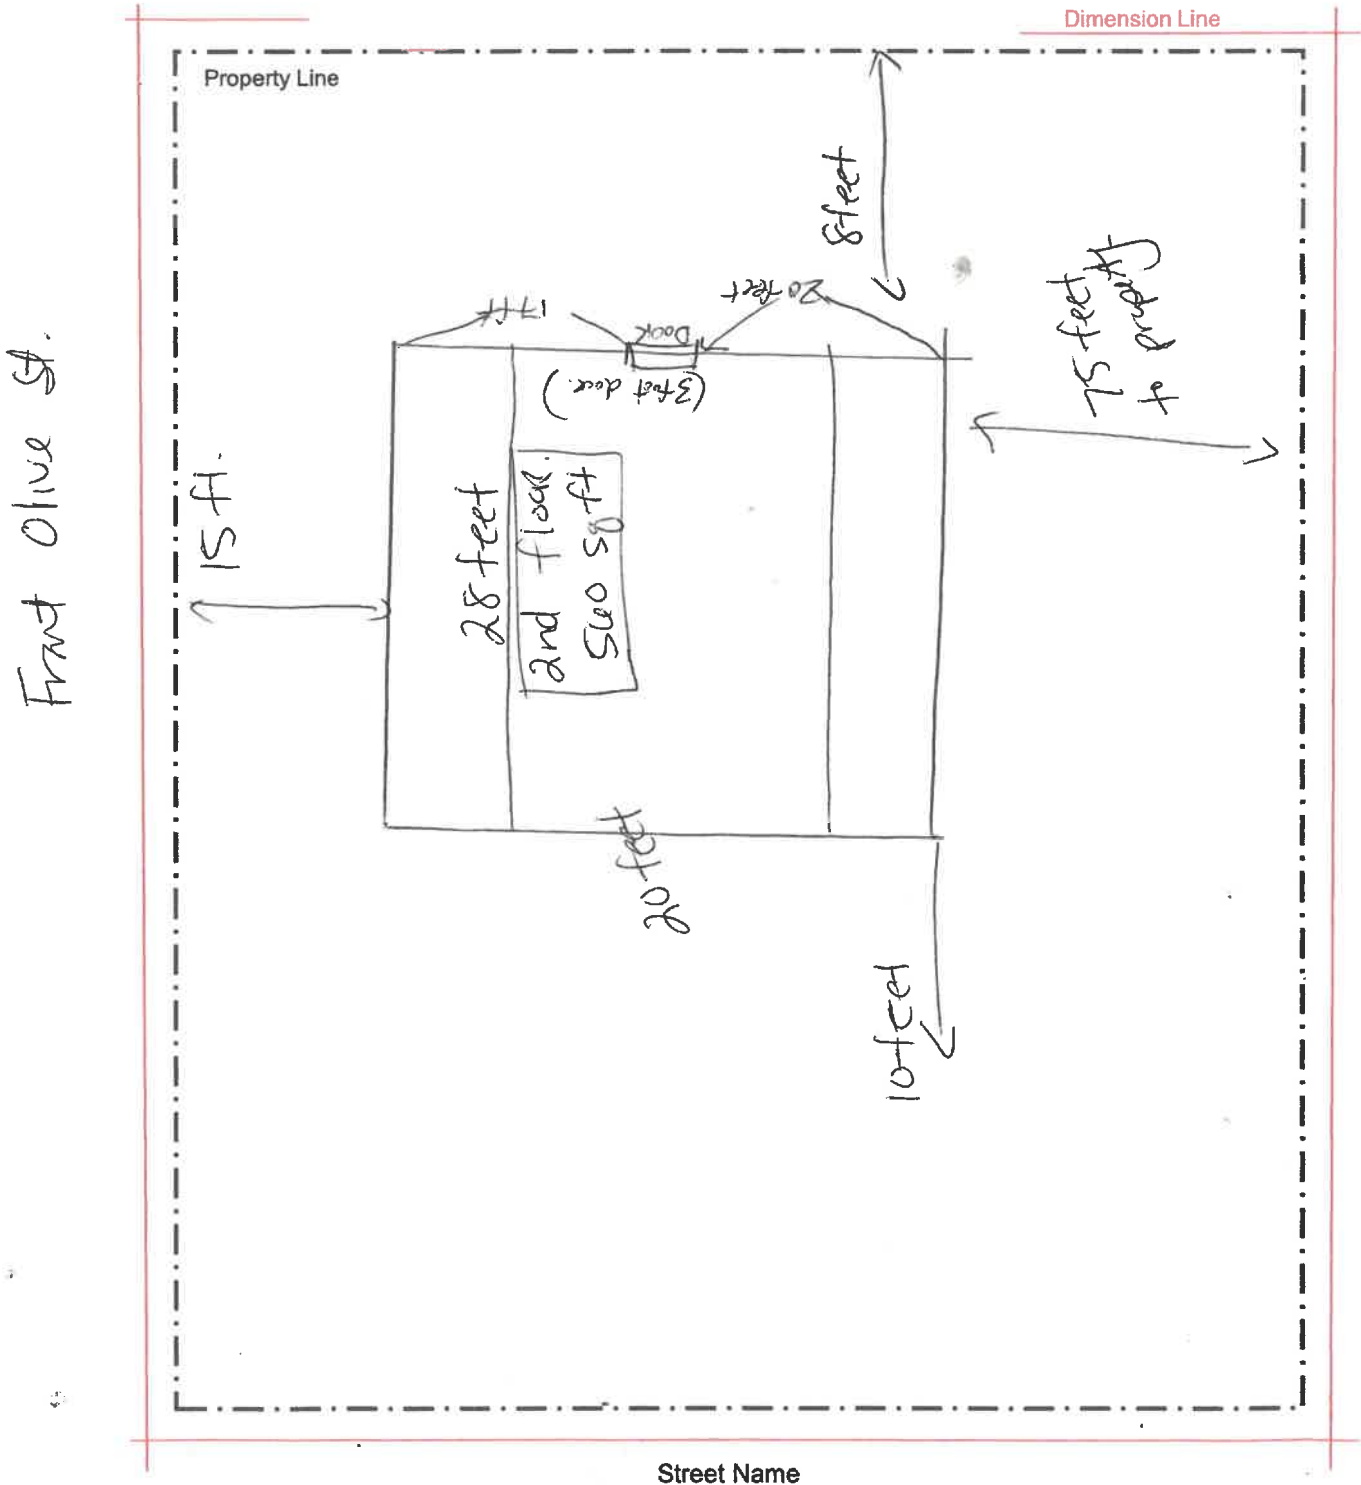 Dimension Line
Property Line
8 feet
20 feet
17 ft
Door
(3 foot door)
75 feet
to property
Front Olive St.
15 ft.
28 feet
2nd floor.
560 sq ft
20 feet
10 feet
Street Name